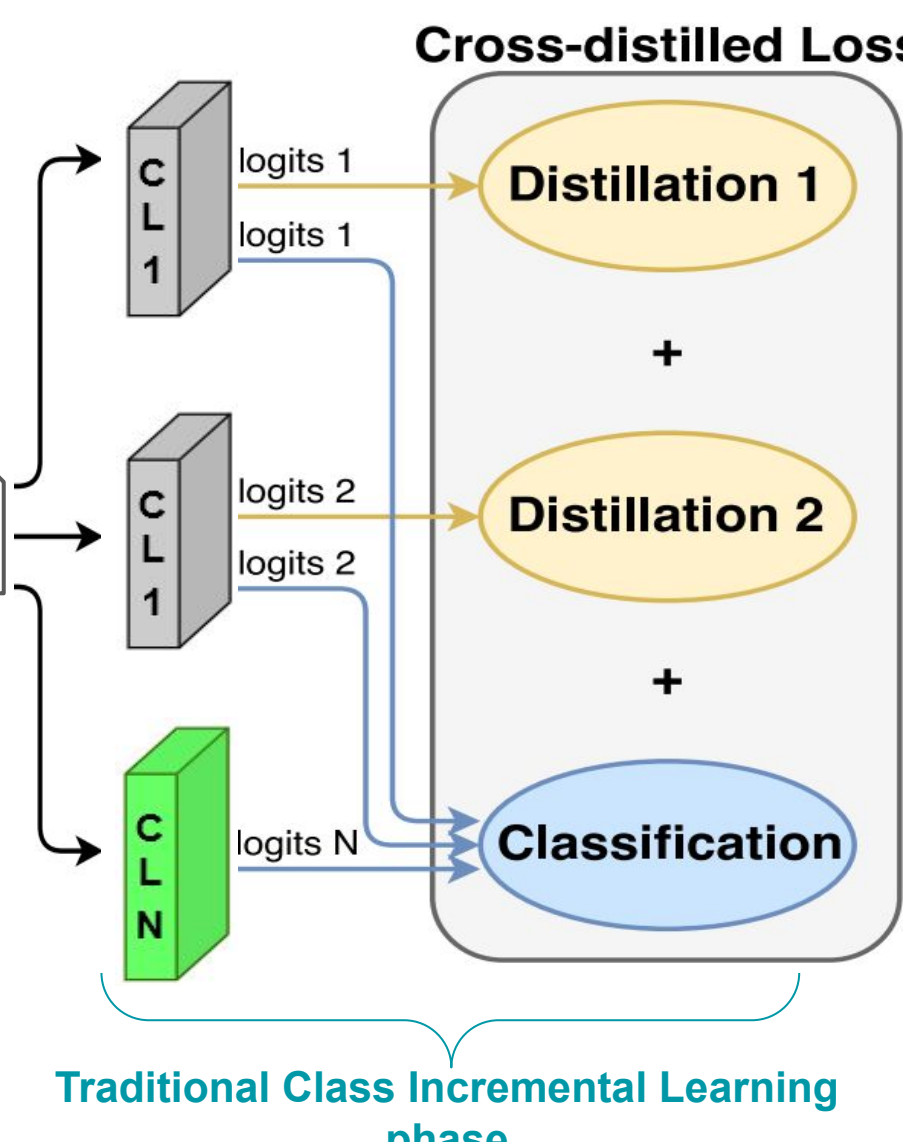 Cross-distilled Loss
C
L
1
logits 1
logits 1
Distillation 1
+
C
L
1
logits 2
logits 2
Distillation 2
+
C
L
N
logits N
Classification
Traditional Class Incremental Learning
phase